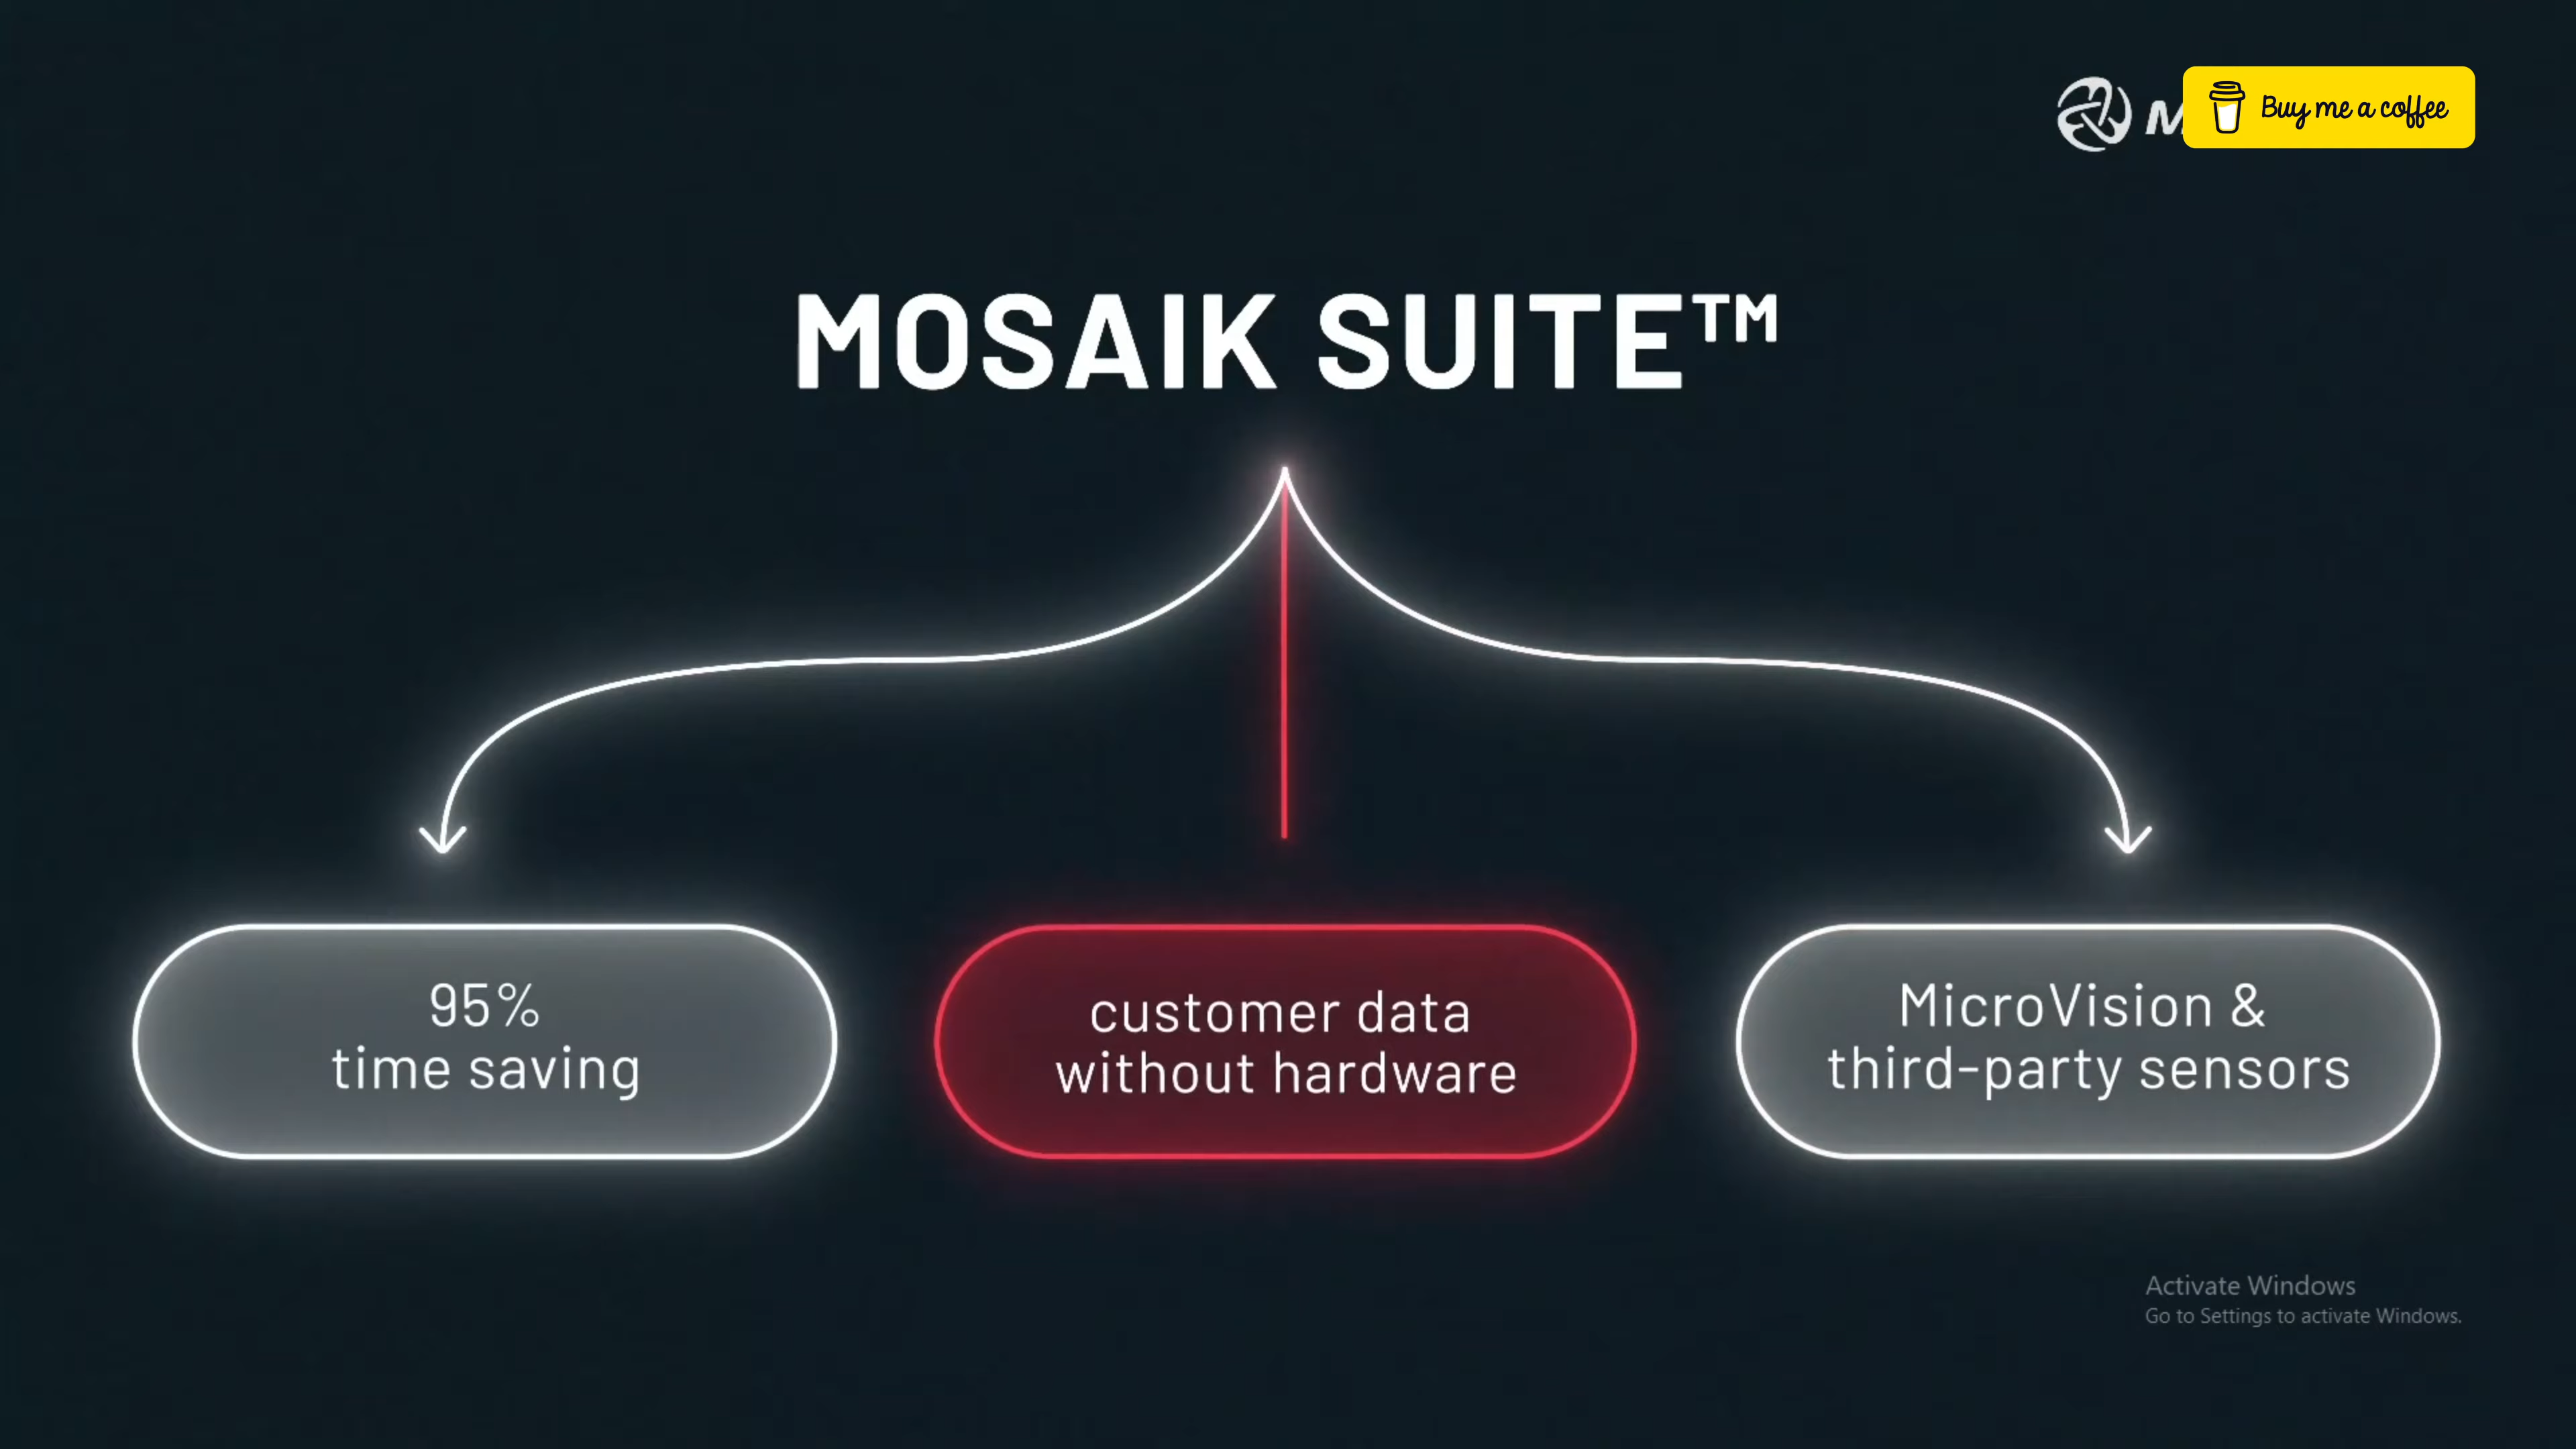 Buy me a coffee
MOSAIK SUITE™
95%
time saving
customer data
without hardware
MicroVision &
third-party sensors
Activate Windows
Go to Settings to activate Windows.